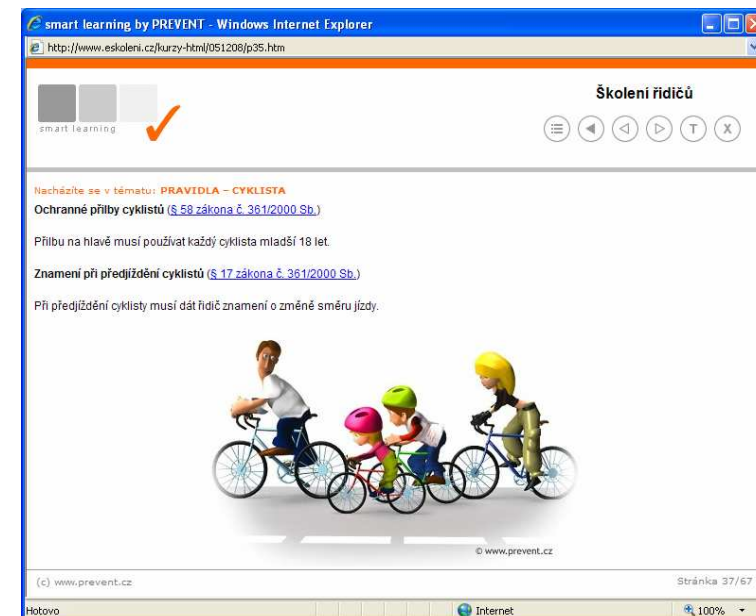 smart learning by PREVENT - Windows Internet Explorer
http://www.eskoleni.cz/kurzy-html/051208/p35.htm
smart learning
Školení řidičů
T X
Nacházíte se v tématu: PRAVIDLA – CYKLISTA
Ochranné přilby cyklistů (§ 58 zákona č. 361/2000 Sb.)
Přilbu na hlavě musí používat každý cyklista mladší 18 let.
Znamení při předjíždění cyklistů (§ 17 zákona č. 361/2000 Sb.)
Při předjíždění cyklisty musí dát řidič znamení o změně směru jízdy.
© www.prevent.cz
(c) www.prevent.cz
Stránka 37/67
Hotovo
Internet
100%